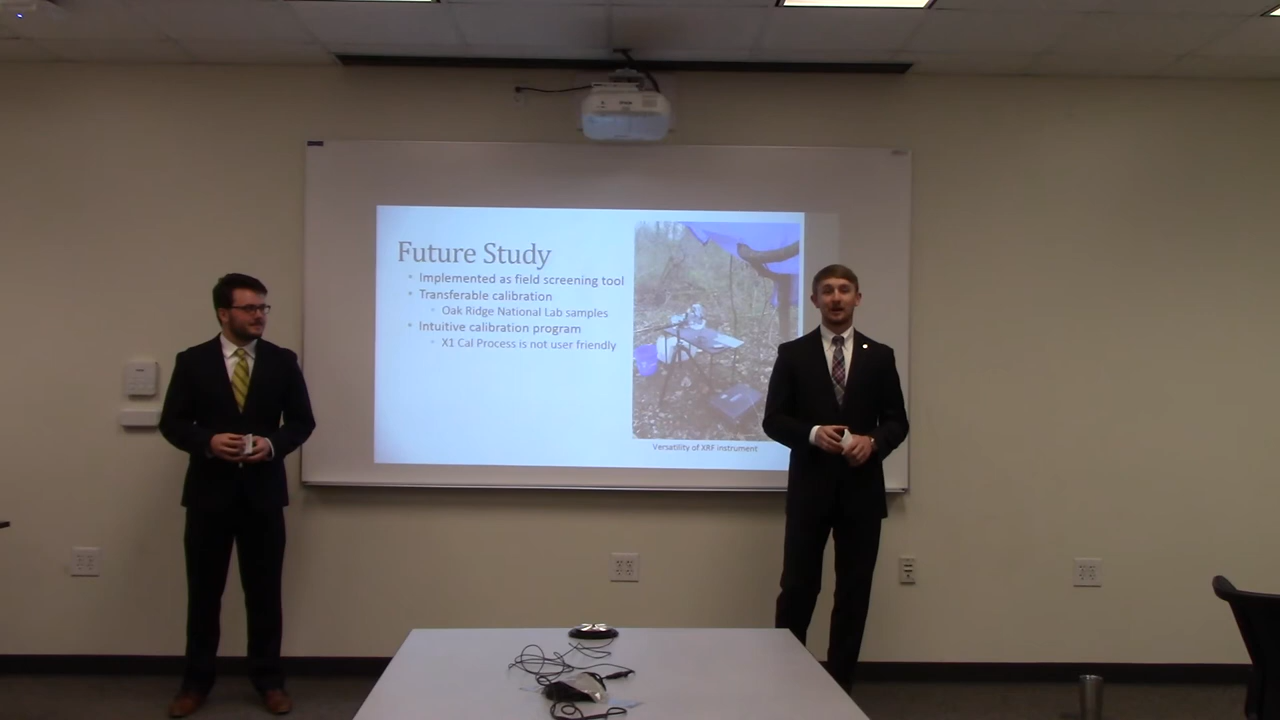 Future Study
Implemented as field screening tool
Transferable calibration
Oak Ridge National Lab samples
Intuitive calibration program
X1 Cal Process is not user friendly
Versatility of XRF instrument